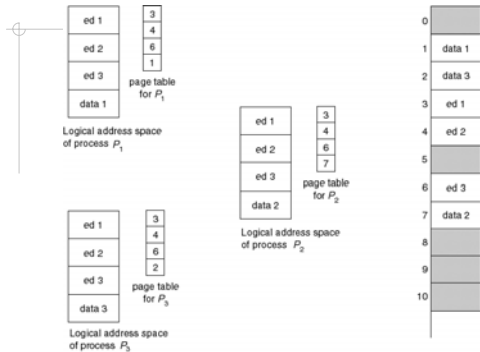 ed 1
ed 2
ed 3
data 1
3
4
6
1
page table
for P1
Logical address space
of process P1
ed 1
ed 2
ed 3
data 2
3
4
6
7
page table
for P2
Logical address space
of process P2
ed 1
ed 2
ed 3
data 3
3
4
6
2
page table
for P3
Logical address space
of process P3
0
1 data 1
2 data 3
3 ed 1
4 ed 2
5
6 ed 3
7 data 2
8
9
10